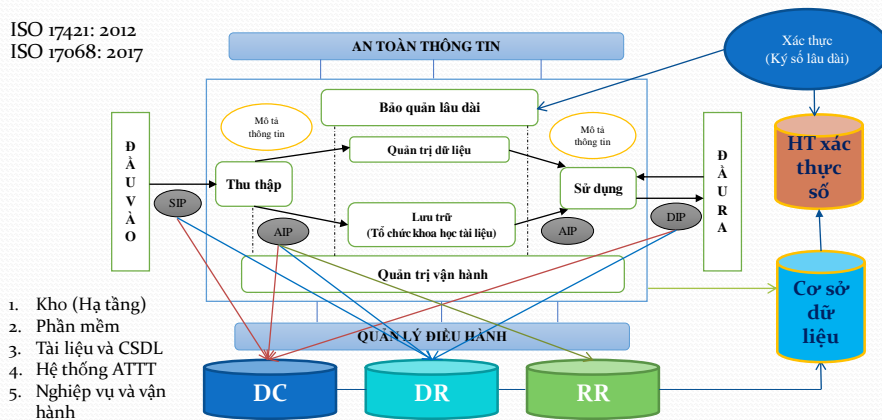 ISO 17421: 2012
ISO 17068: 2017
AN TOÀN THÔNG TIN
Xác thực
(Ký số lâu dài)
Bảo quản lâu dài
Mô tả
thông tin
Mô tả
thông tin
ĐẦU VÀO
Quản trị dữ liệu
Thu thập
Sử dụng
ĐẦU RA
HT xác
thực
số
SIP
AIP
Lưu trữ
(Tổ chức khoa học tài liệu)
AIP
DIP
Quản trị vận hành
Cơ sở
dữ
liệu
1. Kho (Hạ tầng)
2. Phần mềm
3. Tài liệu và CSDL
4. Hệ thống ATTT
5. Nghiệp vụ và vận
hành
QUẢN LÝ ĐIỀU HÀNH
DC
DR
RR